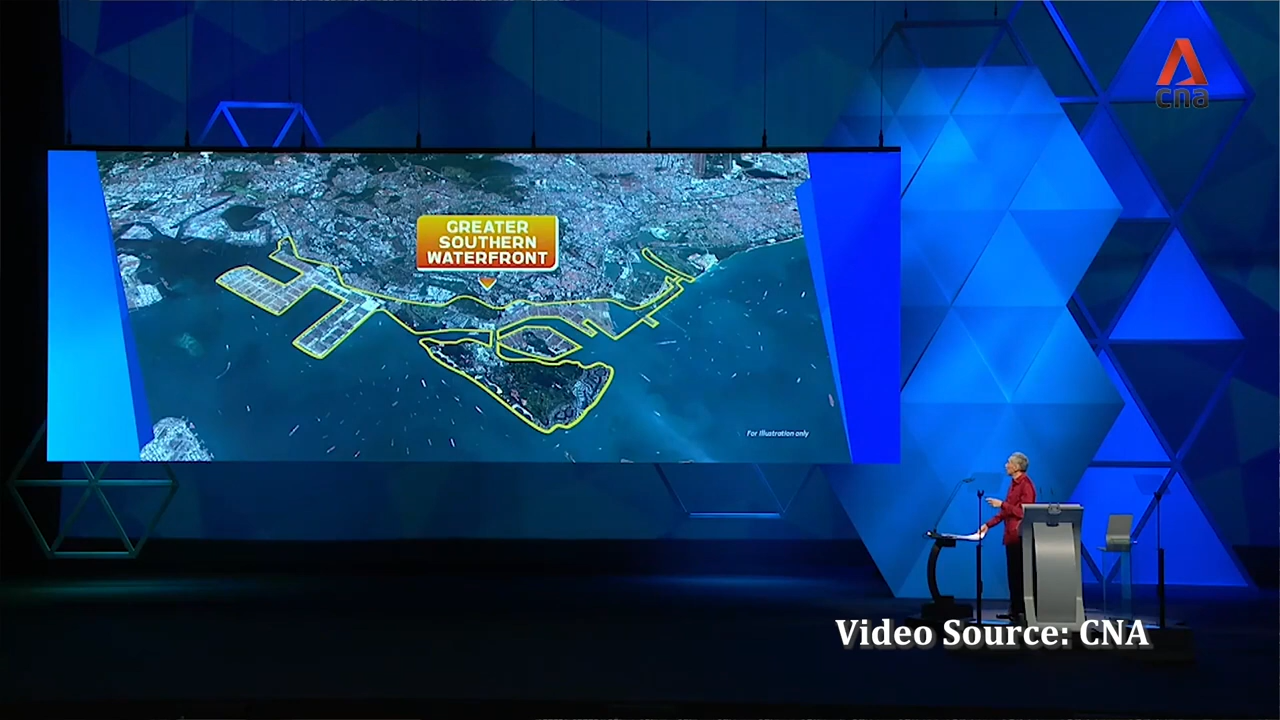 cna
GREATER
SOUTHERN
WATERFRONT
For illustration only
Video Source: CNA